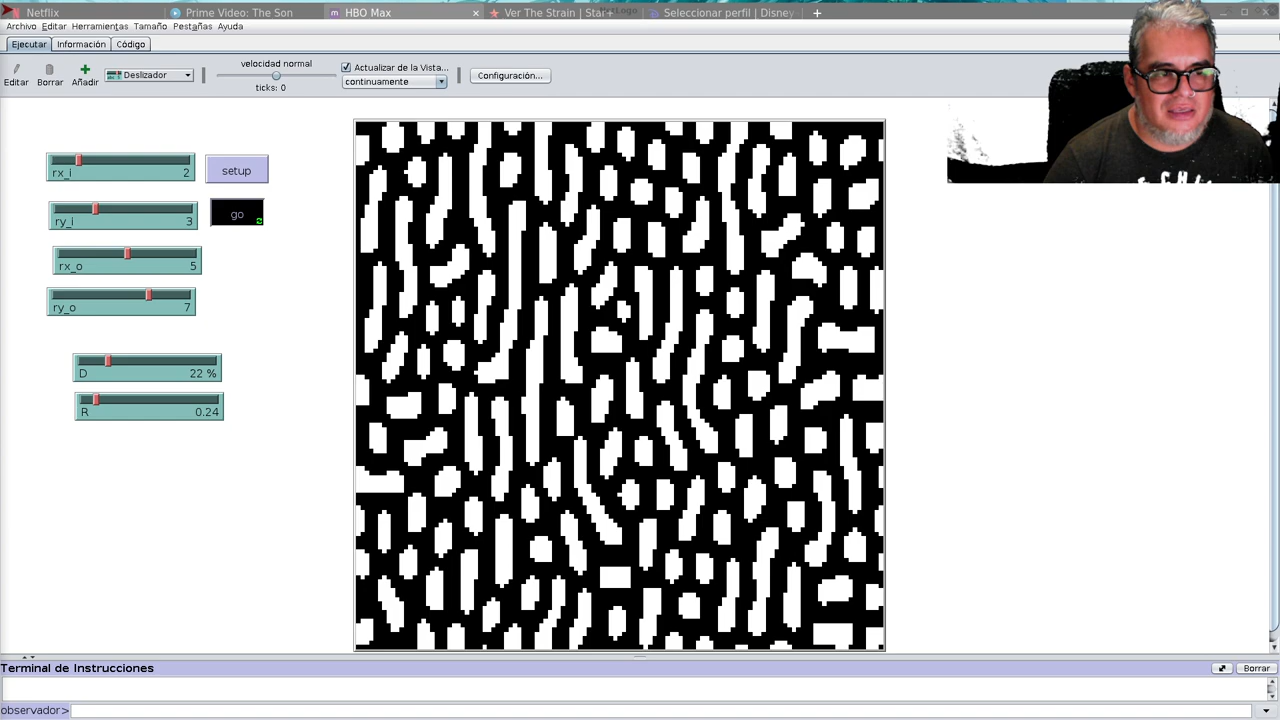 Netflix
Prime Video: The Son
HBO Max
Ver The Strain | Star+
Seleccionar perfil | Disney
Archivo Editar Herramientas Tamaño Pestañas Ayuda
Ejecutar Información Código
Editar Borrar Añadir
Deslizador
velocidad normal
ticks: 0
Actualizar de la Vista...
continuamente
Configuración...
rx_i 2
setup
ry_i 3
go
rx_o 5
ry_o 7
D 22 %
R 0.24
Terminal de Instrucciones
Borrar
observador>